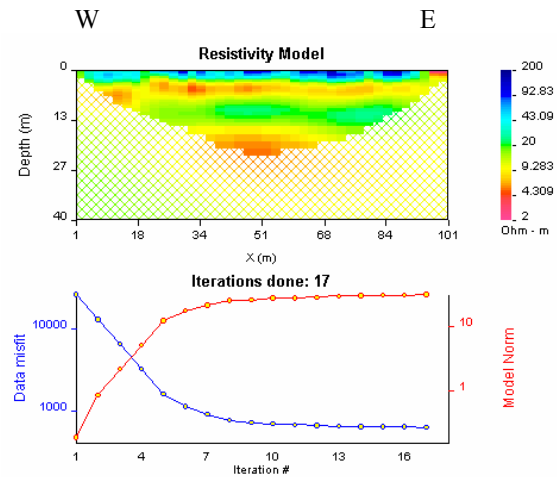 W E
Resistivity Model
0
13
27
40
Depth (m)
1 18 34 51 68 84 101
X (m)
200
92.83
43.09
20
9.283
4.309
2
Ohm - m
Iterations done: 17
10000
1000
Data misfit
10
1
Model Norm
1 4 7 10 13 16
Iteration #